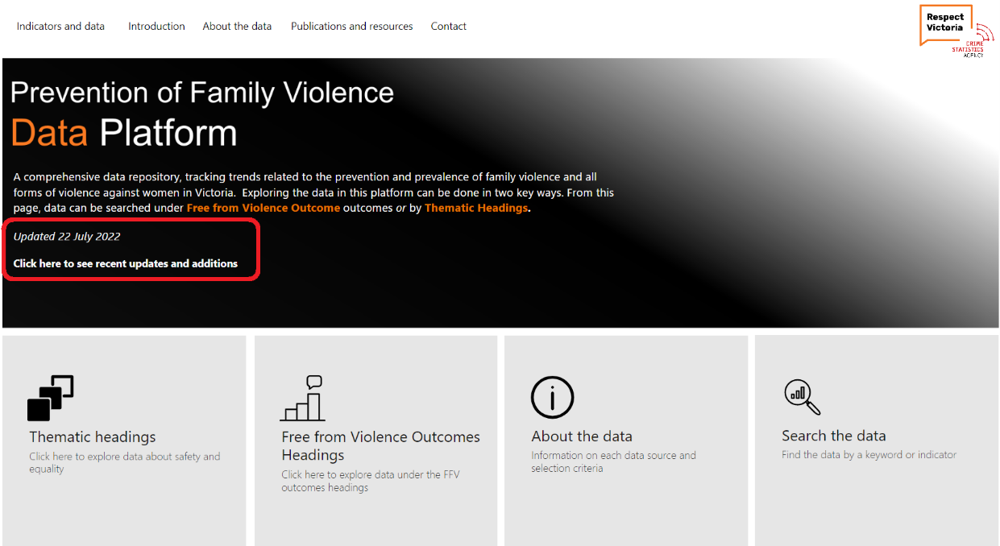 Indicators and data
Introduction
About the data
Publications and resources
Contact
Respect
Victoria
CRIME
STATISTICS
AGENCY
Prevention of Family Violence
Data Platform
A comprehensive data repository, tracking trends related to the prevention and prevalence of family violence and all
forms of violence against women in Victoria.  Exploring the data in this platform can be done in two key ways. From this
page, data can be searched under Free from Violence Outcome outcomes or by Thematic Headings.
Updated 22 July 2022
Click here to see recent updates and additions
Thematic headings
Click here to explore data about safety and
equality
Free from Violence Outcomes
Headings
Click here to explore data under the FFV
outcomes headings
About the data
Information on each data source and
selection criteria
Search the data
Find the data by a keyword or indicator